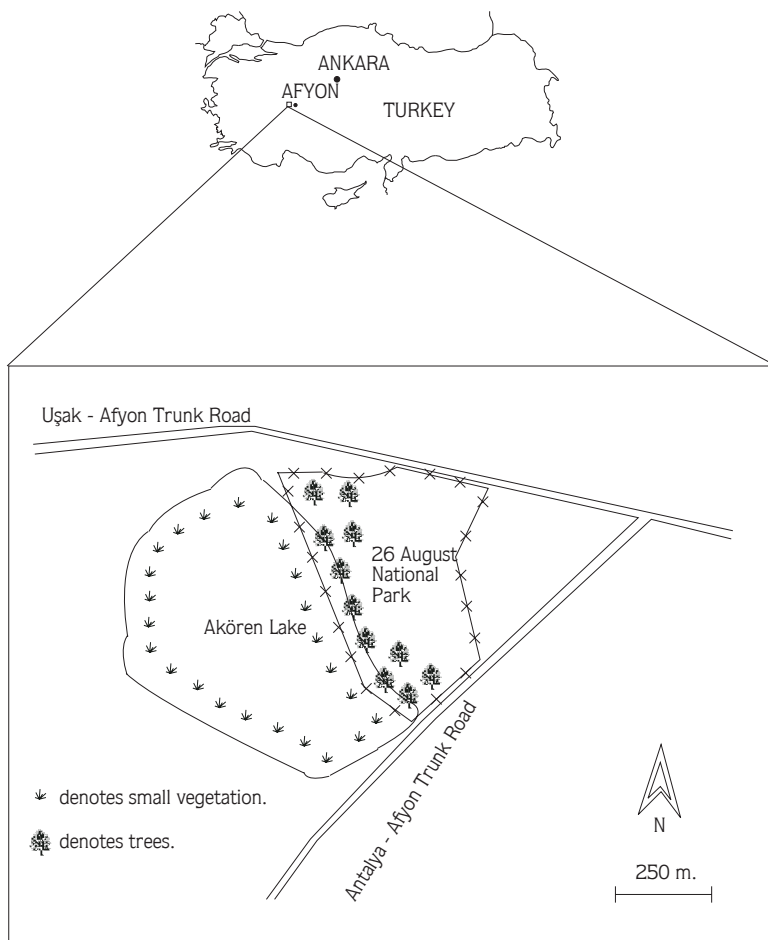 ANKARA
AFYON
TURKEY
Uşak - Afyon Trunk Road
26 August
National
Park
Akören Lake
Antalya - Afyon Trunk Road
denotes small vegetation.
denotes trees.
N
250 m.